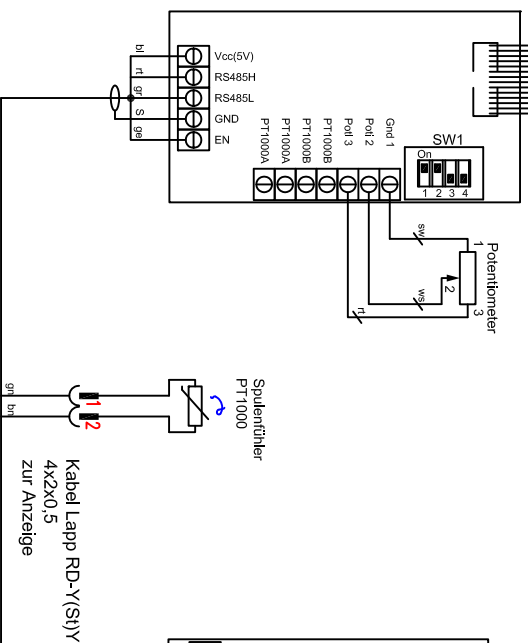 SW1
On
1 2 3 4
Vcc(5V)
RS485H
RS485L
GND
EN
bl
rt
gr
S
ge
Gnd 1
Poti 2
Poti 3
PT1000B
PT1000B
PT1000A
PT1000A
sw
ws
rt
1
2
3
Potentiometer
Spulenfühler
PT1000
1
2
gn
bn
Kabel Lapp RD-Y(St)Y
4x2x0,5
zur Anzeige